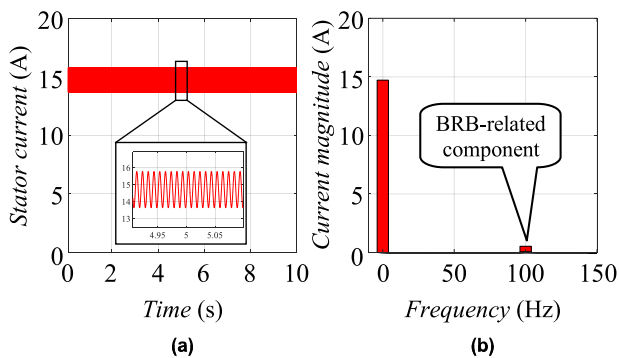 20
15
10
5
0
Stator current (A)
16
15
14
13
4.95 5 5.05
0 2 4 6 8 10
Time (s)
(a)
20
15
10
5
0
Current magnitude (A)
BRB-related
component
0 50 100 150
Frequency (Hz)
(b)